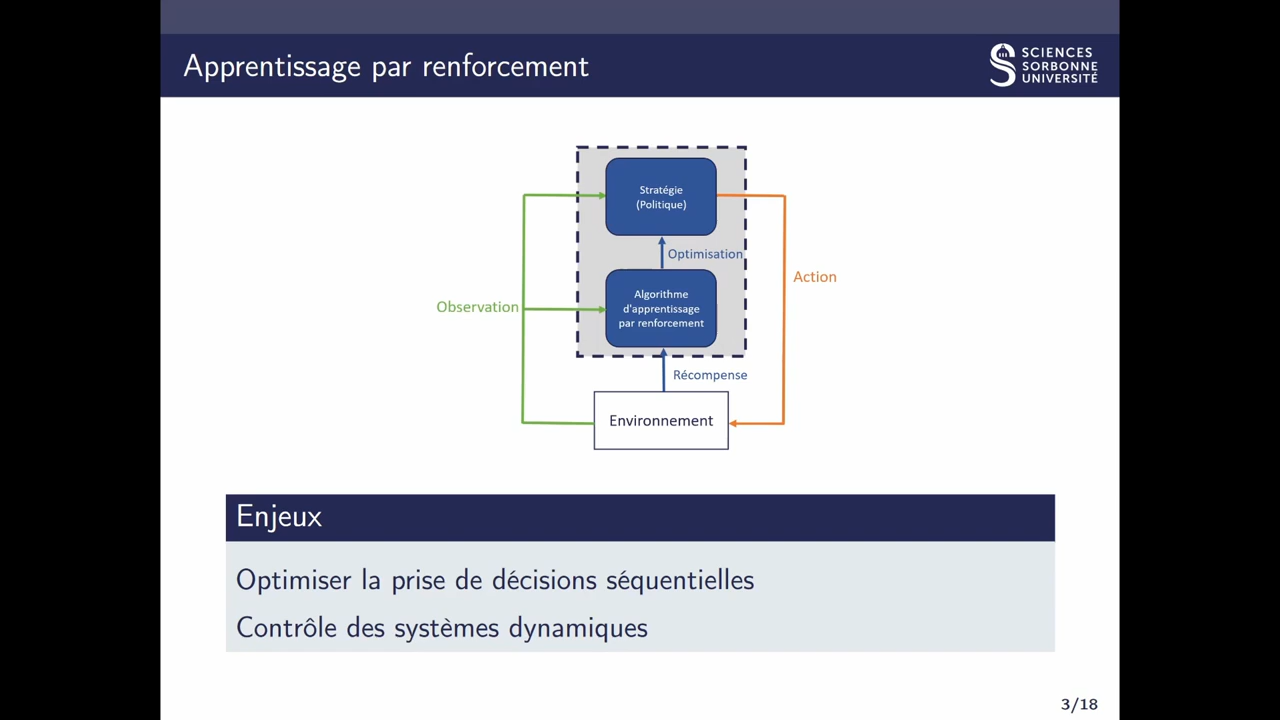 Apprentissage par renforcement
SCIENCES
SORBONNE
UNIVERSITÉ
Stratégie
(Politique)
Optimisation
Action
Algorithme
d'apprentissage
par renforcement
Observation
Récompense
Environnement
Enjeux
Optimiser la prise de décisions séquentielles
Contrôle des systèmes dynamiques
3/18